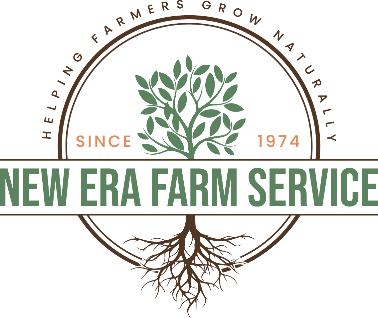 HELPING FARMERS GROW NATURALLY
SINCE 1974
NEW ERA FARM SERVICE